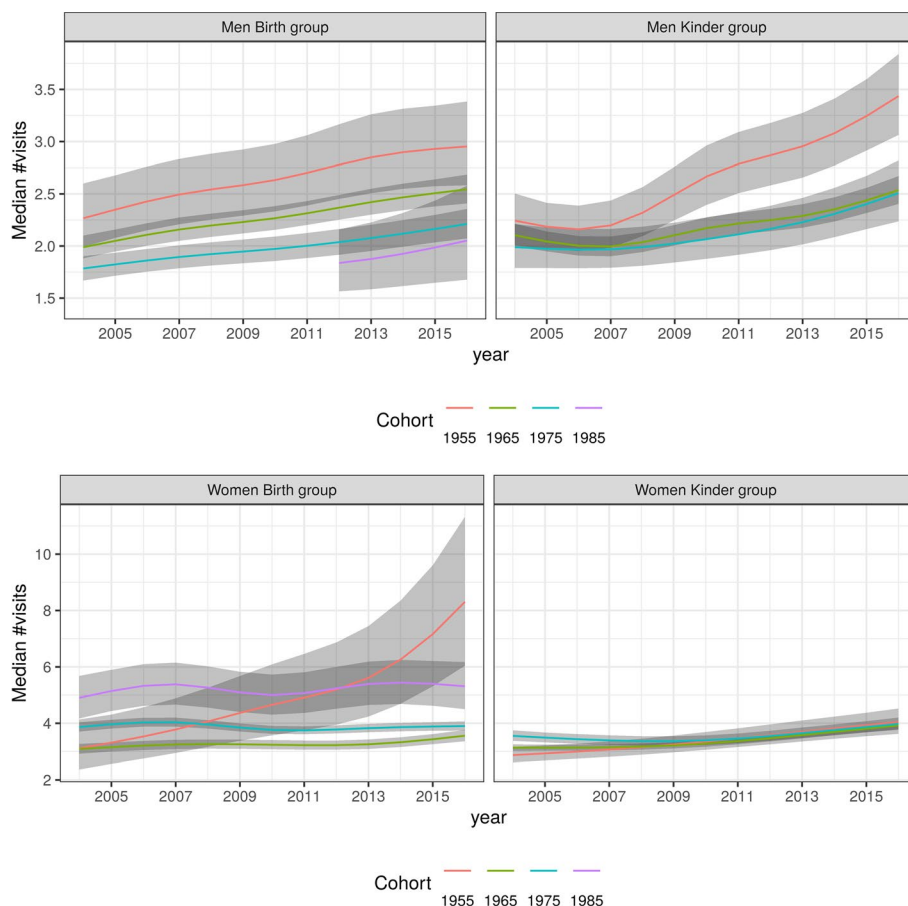 Men Birth group
Men Kinder group
Median #visits
3.5
3.0
2.5
2.0
1.5
2005 2007 2009 2011 2013 2015
2005 2007 2009 2011 2013 2015
year
Cohort
1955 1965 1975 1985
Women Birth group
Women Kinder group
Median #visits
10
8
6
4
2
2005 2007 2009 2011 2013 2015
2005 2007 2009 2011 2013 2015
year
Cohort
1955 1965 1975 1985